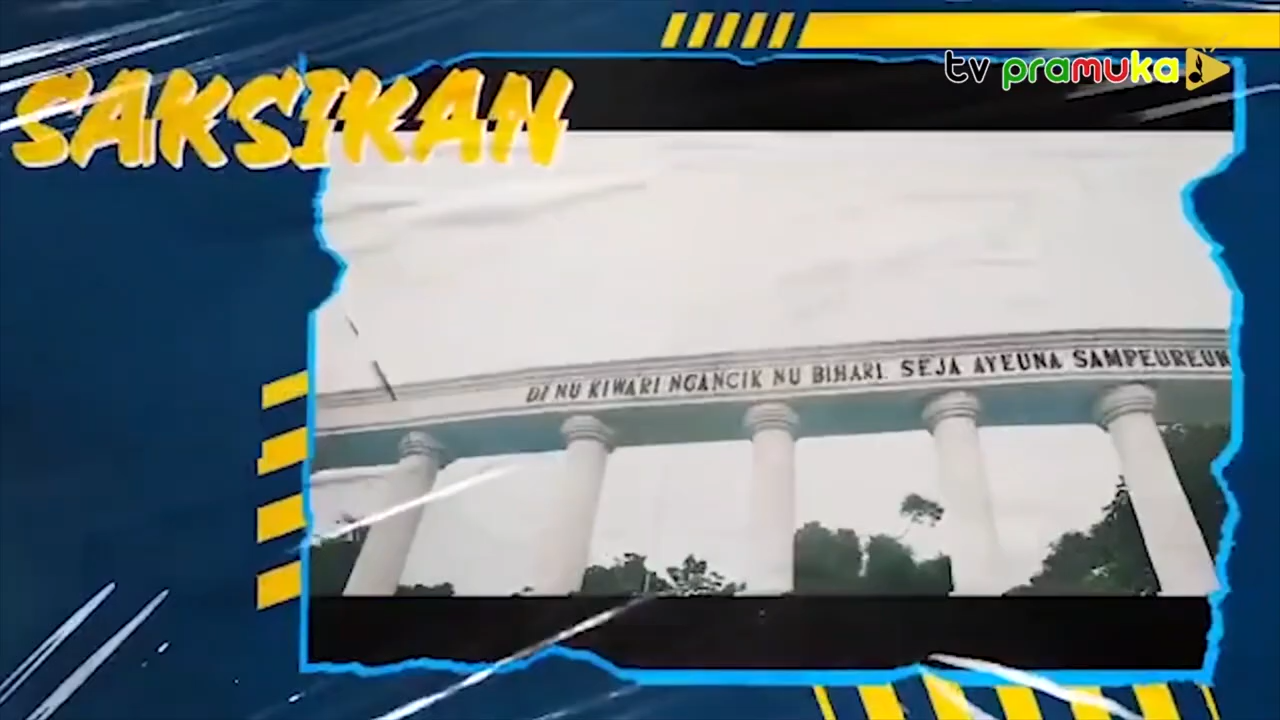 tv pramuka
SAKSIKAN
DI NU KIWARI NGANCIK NU BIHARI. SEJA AYEUNA SAMPEUREUN